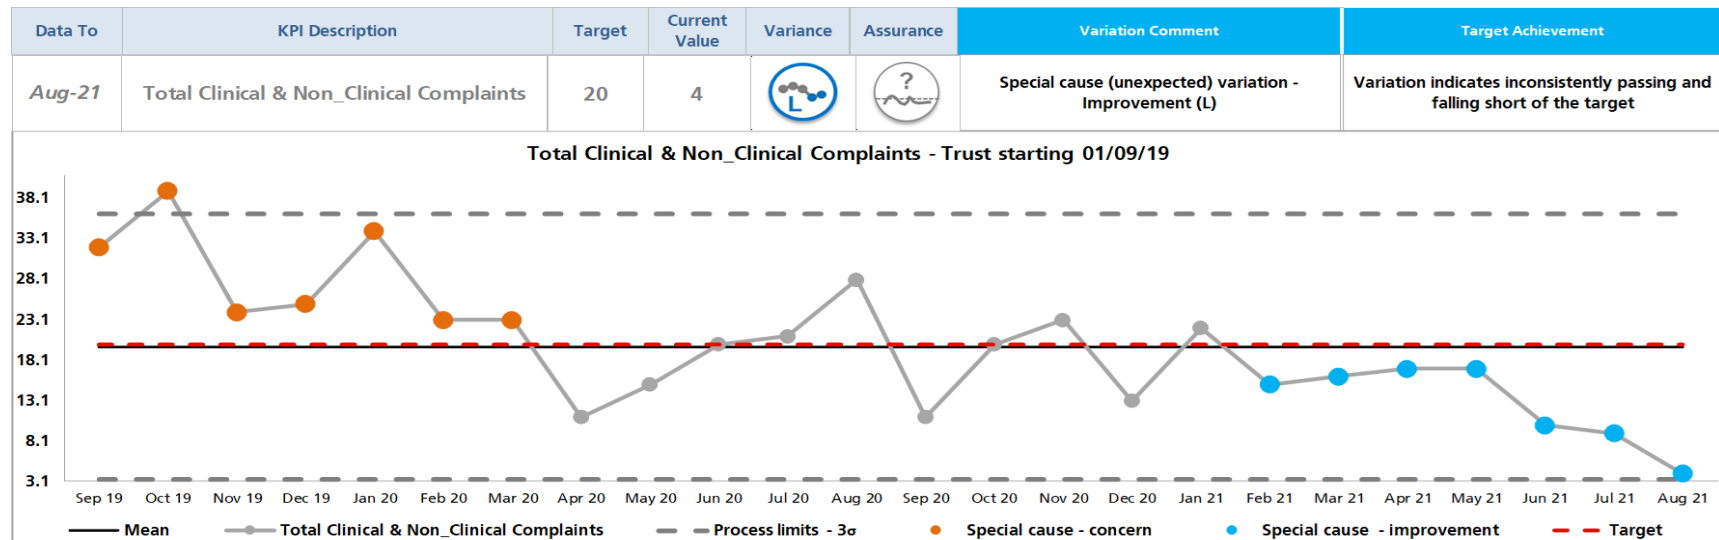 Data To KPI Description Target Current Value Variance Assurance Variation Comment Target Achievement
Aug-21 Total Clinical & Non_Clinical Complaints 20 4 L ? Special cause (unexpected) variation -
Improvement (L)
Variation indicates inconsistently passing and
falling short of the target
Total Clinical & Non_Clinical Complaints - Trust starting 01/09/19
38.1
33.1
28.1
23.1
18.1
13.1
8.1
3.1
Sep 19 Oct 19 Nov 19 Dec 19 Jan 20 Feb 20 Mar 20 Apr 20 May 20 Jun 20 Jul 20 Aug 20 Sep 20 Oct 20 Nov 20 Dec 20 Jan 21 Feb 21 Mar 21 Apr 21 May 21 Jun 21 Jul 21 Aug 21
Mean Total Clinical & Non_Clinical Complaints Process limits - 3σ Special cause - concern Special cause - improvement Target